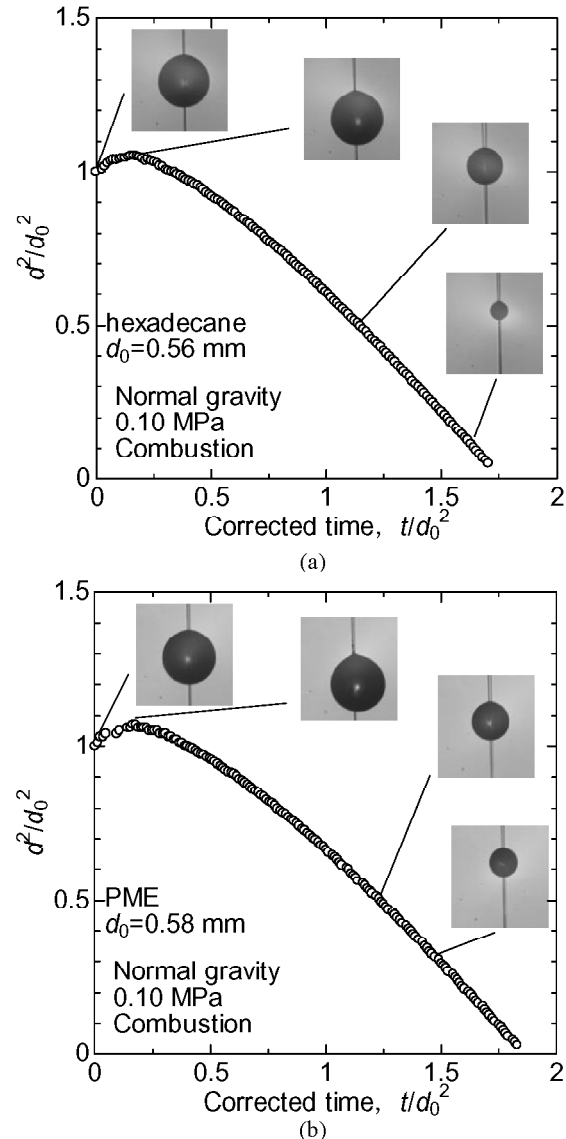 1.5
1
0.5
0
d²/d₀²
hexadecane
d₀=0.56 mm
Normal gravity
0.10 MPa
Combustion
0 0.5 1 1.5 2
Corrected time, t/d₀²
(a)
1.5
1
0.5
0
d²/d₀²
PME
d₀=0.58 mm
Normal gravity
0.10 MPa
Combustion
0 0.5 1 1.5 2
Corrected time, t/d₀²
(b)